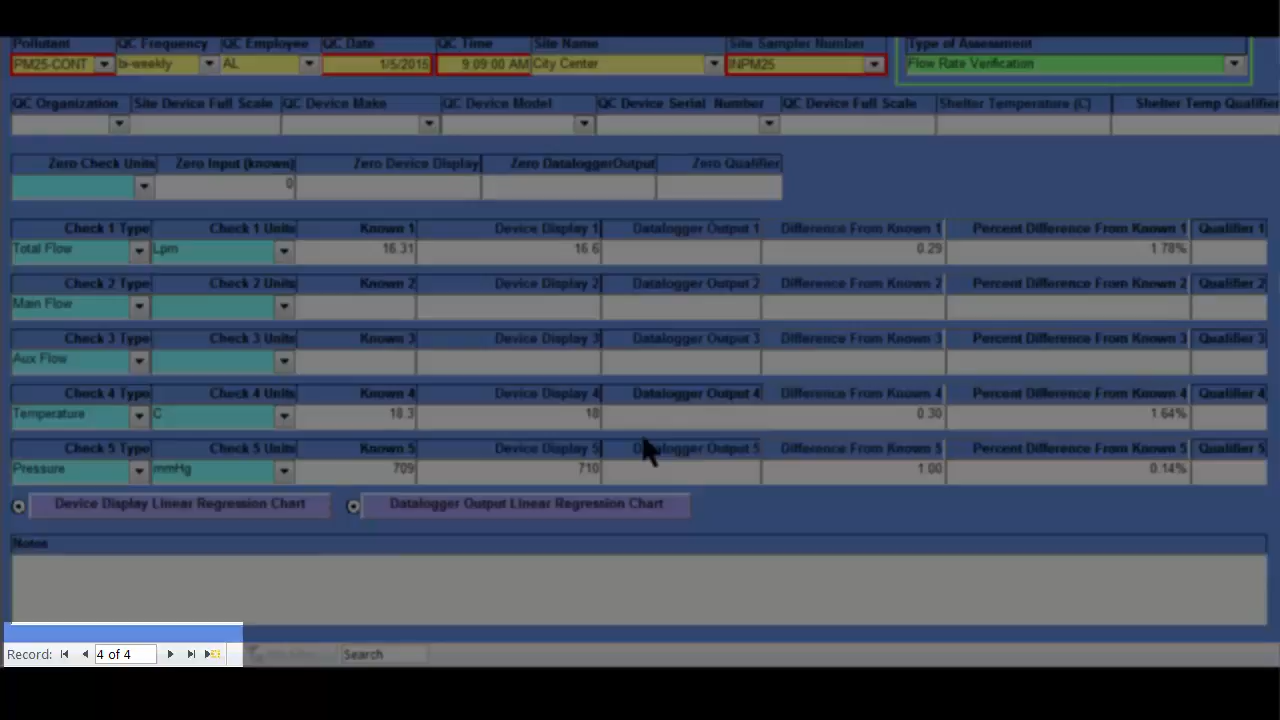 Pollutant QC Frequency QC Employee QC Date QC Time Site Name Site Sampler Number Type of Assessment
PM25-CONT bi-weekly AL 1/5/2015 9:09:00 AM City Center INPM25 Flow Rate Verification
QC Organization Site Device Full Scale QC Device Make QC Device Model QC Device Serial Number QC Device Full Scale Shelter Temperature (C) Shelter Temp Qualifier
Zero Check Units Zero Input (known) Zero Device Display Zero DataloggerOutput Zero Qualifier
0
Check 1 Type Check 1 Units Known 1 Device Display 1 Datalogger Output 1 Difference From Known 1 Percent Difference From Known 1 Qualifier 1
Total Flow Lpm 16.31 16.6 0.29 1.78%
Check 2 Type Check 2 Units Known 2 Device Display 2 Datalogger Output 2 Difference From Known 2 Percent Difference From Known 2 Qualifier 2
Main Flow
Check 3 Type Check 3 Units Known 3 Device Display 3 Datalogger Output 3 Difference From Known 3 Percent Difference From Known 3 Qualifier 3
Aux Flow
Check 4 Type Check 4 Units Known 4 Device Display 4 Datalogger Output 4 Difference From Known 4 Percent Difference From Known 4 Qualifier 4
Temperature C 18.3 18 0.30 1.64%
Check 5 Type Check 5 Units Known 5 Device Display 5 Datalogger Output 5 Difference From Known 5 Percent Difference From Known 5 Qualifier 5
Pressure mmHg 709 710 1.00 0.14%
Device Display Linear Regression Chart Datalogger Output Linear Regression Chart
Notes
Record: 4 of 4 Search